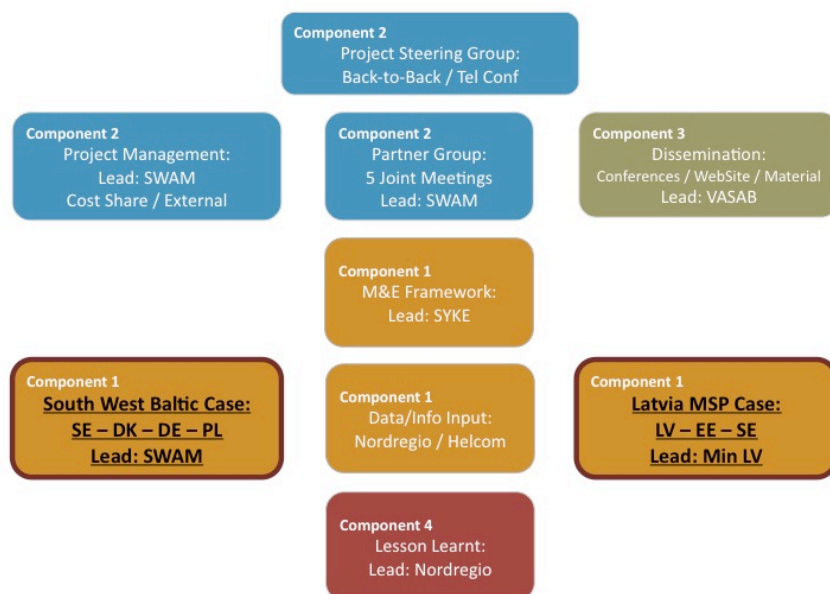 Component 2
Project Steering Group:
Back-to-Back / Tel Conf
Component 2
Project Management:
Lead: SWAM
Cost Share / External
Component 2
Partner Group:
5 Joint Meetings
Lead: SWAM
Component 3
Dissemination:
Conferences / WebSite / Material
Lead: VASAB
Component 1
M&E Framework:
Lead: SYKE
Component 1
South West Baltic Case:
SE – DK – DE – PL
Lead: SWAM
Component 1
Data/Info Input:
Nordregio / Helcom
Component 1
Latvia MSP Case:
LV – EE – SE
Lead: Min LV
Component 4
Lesson Learnt:
Lead: Nordregio